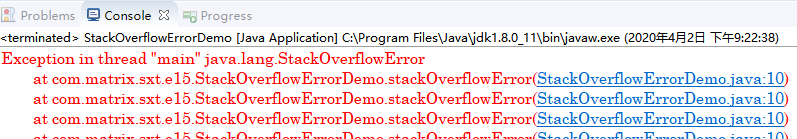 Problems Console Progress
<terminated> StackOverflowErrorDemo [Java Application] C:\Program Files\Java\jdk1.8.0_11\bin\javaw.exe (2020年4月2日 下午9:22:38)
Exception in thread "main" java.lang.StackOverflowError
at com.matrix.sxt.e15.StackOverflowErrorDemo.stackOverflowError(StackOverflowErrorDemo.java:10)
at com.matrix.sxt.e15.StackOverflowErrorDemo.stackOverflowError(StackOverflowErrorDemo.java:10)
at com.matrix.sxt.e15.StackOverflowErrorDemo.stackOverflowError(StackOverflowErrorDemo.java:10)
at com.matrix.sxt.e15.StackOverflowErrorDemo.stackOverflowError(StackOverflowErrorDemo.java:10)